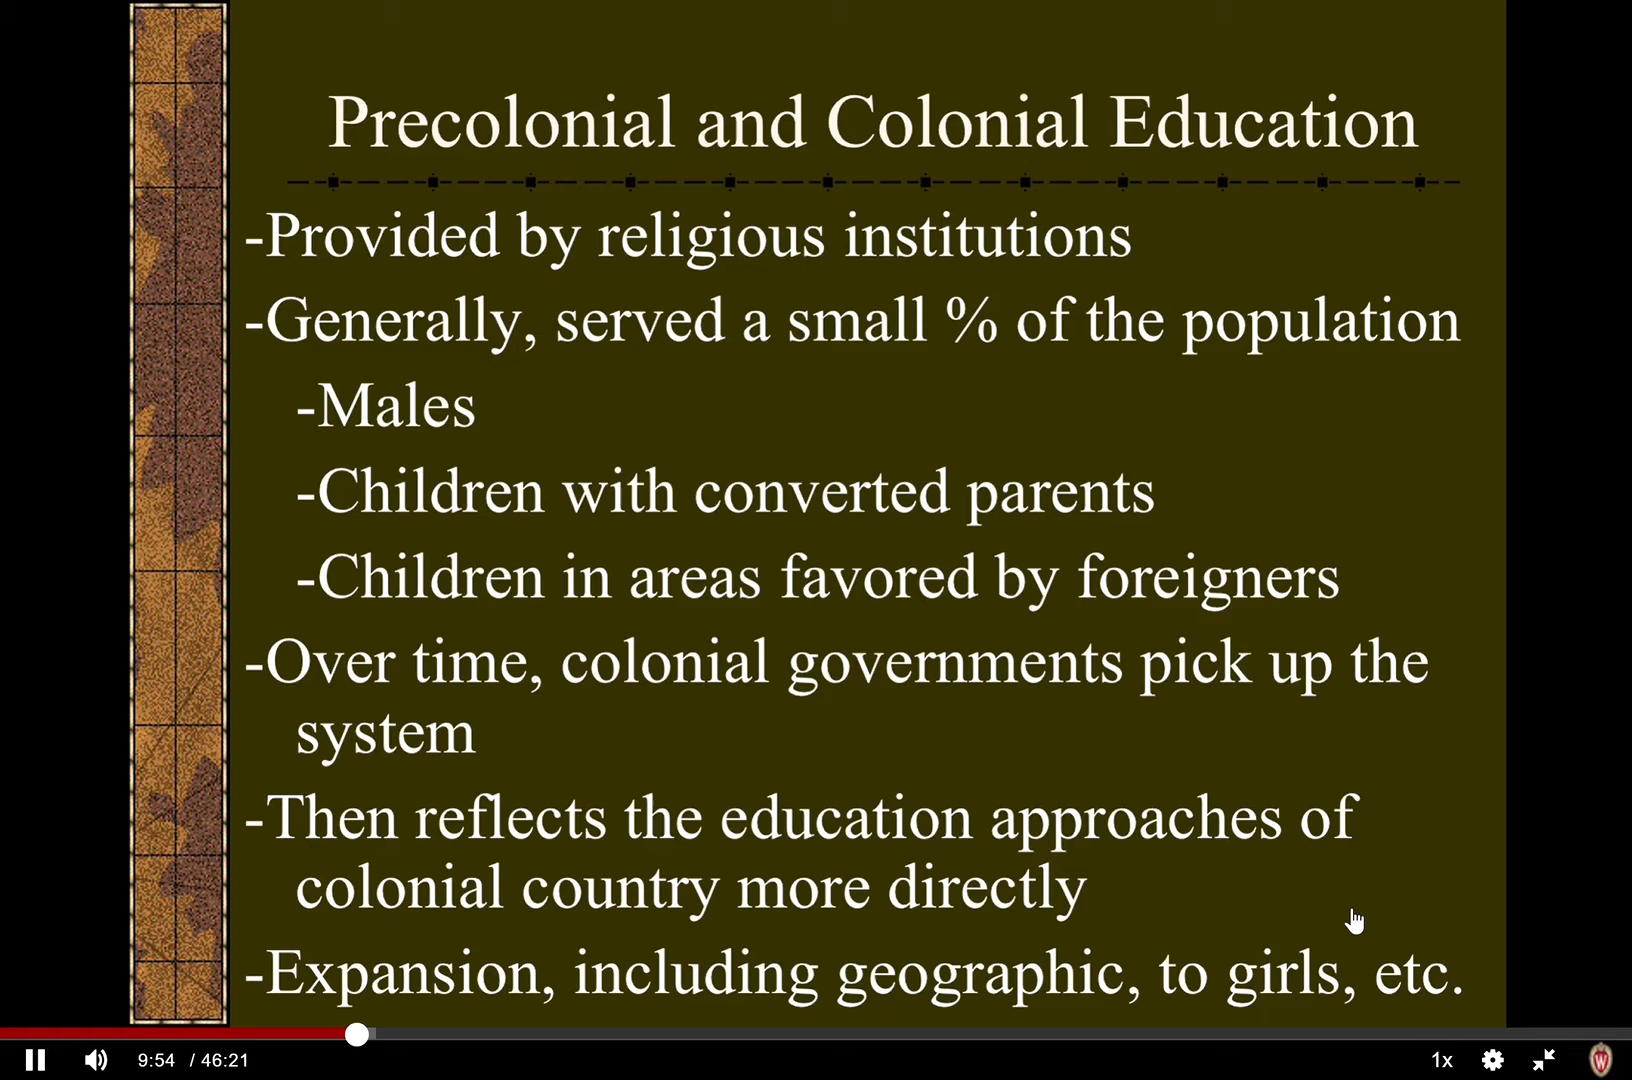 Precolonial and Colonial Education
-Provided by religious institutions
-Generally, served a small % of the population
-Males
-Children with converted parents
-Children in areas favored by foreigners
-Over time, colonial governments pick up the
system
-Then reflects the education approaches of
colonial country more directly
-Expansion, including geographic, to girls, etc.
9:54 / 46:21 1x W